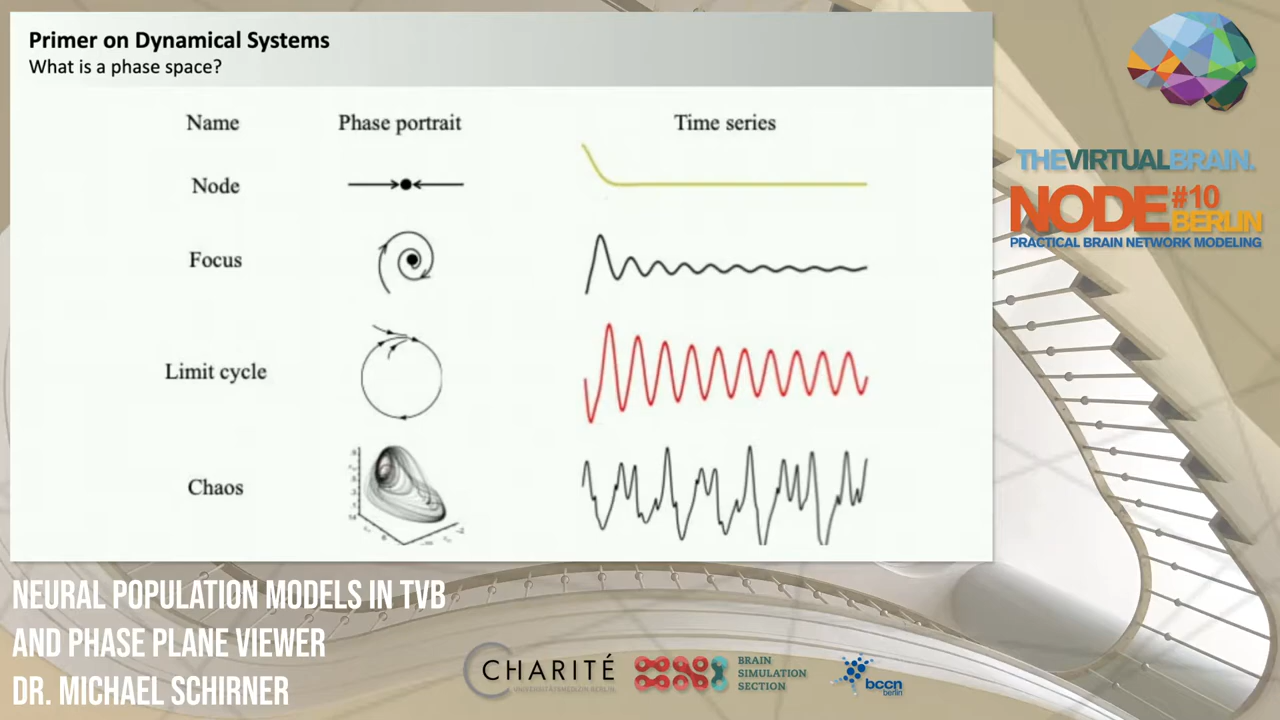 Primer on Dynamical Systems
What is a phase space?
Name
Phase portrait
Time series
Node
Focus
Limit cycle
Chaos
THEVIRTUALBRAIN.
NODE #10 BERLIN
PRACTICAL BRAIN NETWORK MODELING
NEURAL POPULATION MODELS IN TVB
AND PHASE PLANE VIEWER
DR. MICHAEL SCHIRNER
CHARITÉ
UNIVERSITÄTSMEDIZIN BERLIN
BRAIN
SIMULATION
SECTION
bccn
berlin